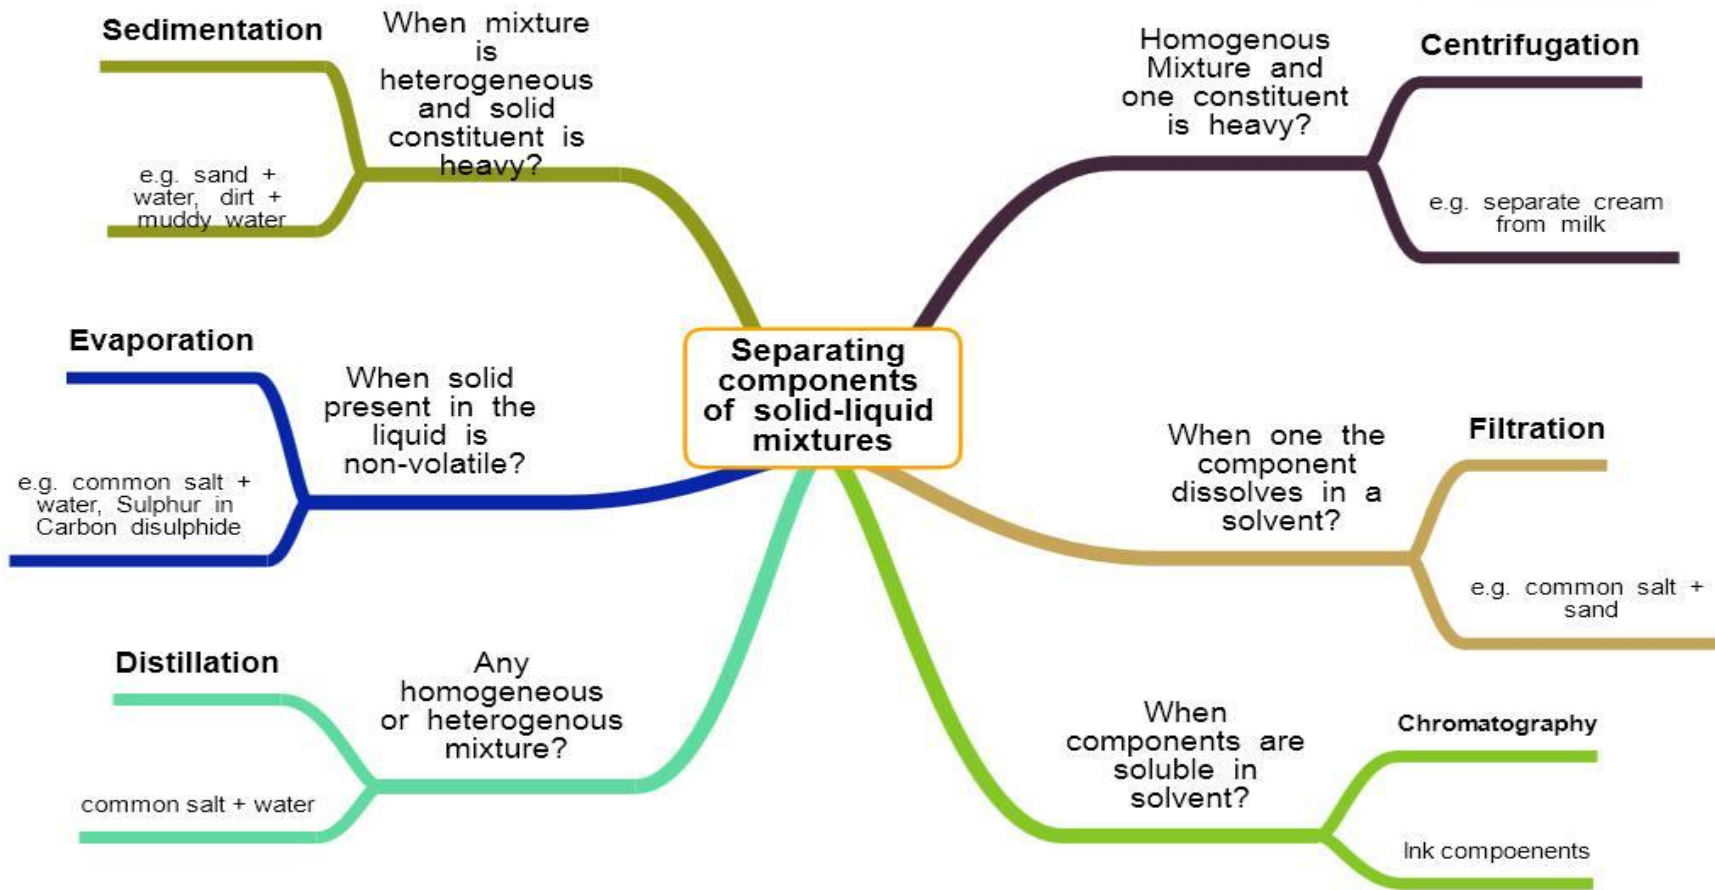 Separating
components
of solid-liquid
mixtures
Sedimentation
When mixture
is
heterogeneous
and solid
constituent is
heavy?
e.g. sand +
water, dirt +
muddy water
Evaporation
When solid
present in the
liquid is
non-volatile?
e.g. common salt +
water, Sulphur in
Carbon disulphide
Distillation
Any
homogeneous
or heterogenous
mixture?
common salt + water
Homogenous
Mixture and
one constituent
is heavy?
Centrifugation
e.g. separate cream
from milk
When one the
component
dissolves in a
solvent?
Filtration
e.g. common salt +
sand
When
components are
soluble in
solvent?
Chromatography
Ink compoenents